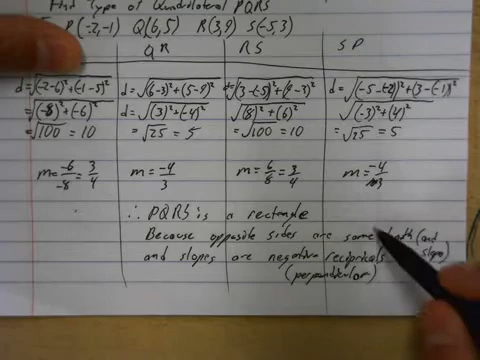 Find Type of Quadrilateral PQRS
P(-2,-1) Q(6,5) R(3,9) S(-5,3)
QR RS SP
d=√(-2-6)²+(-1-5)² d=√(6-3)²+(5-9)² d=√(3--5)²+(9-3)² d=√(-5--2)²+(3-(-1))²
=√(-8)²+(-6)² d=√(3)²+(-4)² =√(8)²+(6)² =√(-3)²+(4)²
=√100 = 10 =√25 = 5 =√100 = 10 =√25 = 5
m=-6/-8=3/4 m=-4/3 m=6/8=3/4 m=-4/3
∴ PQRS is a rectangle
Because opposite sides are same (and
and slopes are negative reciprocals slope)
(perpendicular)